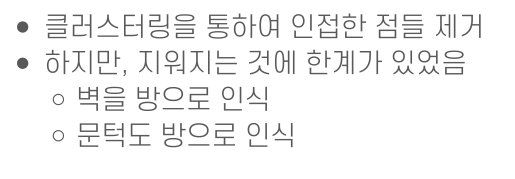 ● 클러스터링을 통하여 인접한 점들 제거
● 하지만, 지워지는 것에 한계가 있었음
○ 벽을 방으로 인식
○ 문턱도 방으로 인식